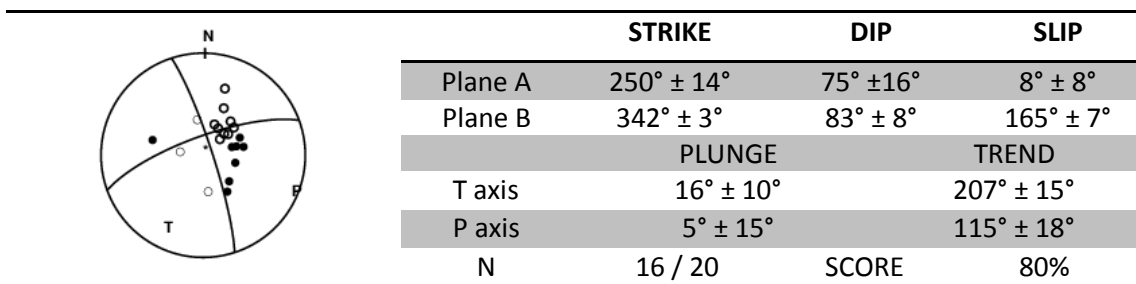 N
P
T
STRIKE DIP SLIP
Plane A 250° ± 14° 75° ±16° 8° ± 8°
Plane B 342° ± 3° 83° ± 8° 165° ± 7°
PLUNGE TREND
T axis 16° ± 10° 207° ± 15°
P axis 5° ± 15° 115° ± 18°
N 16 / 20 SCORE 80%